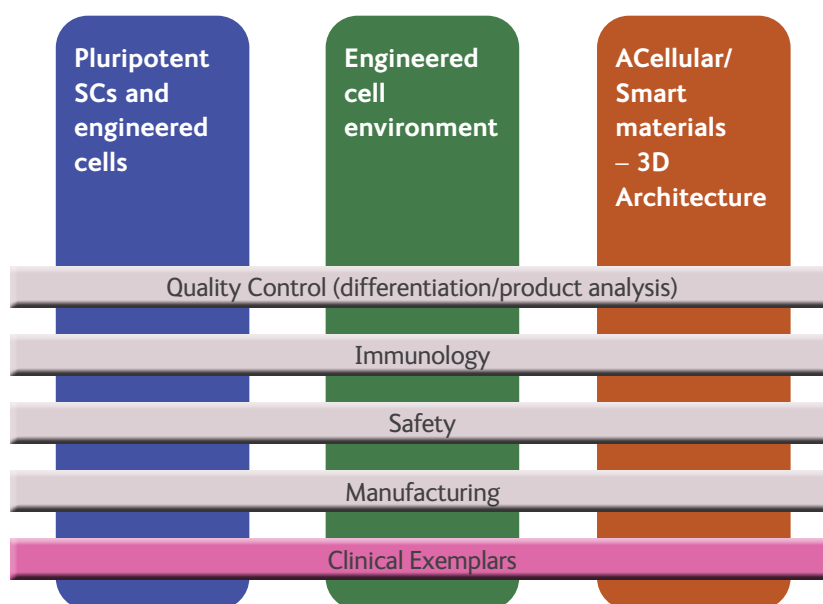 Pluripotent
SCs and
engineered
cells
Engineered
cell
environment
ACellular/
Smart
materials
– 3D
Architecture
Quality Control (differentiation/product analysis)
Immunology
Safety
Manufacturing
Clinical Exemplars